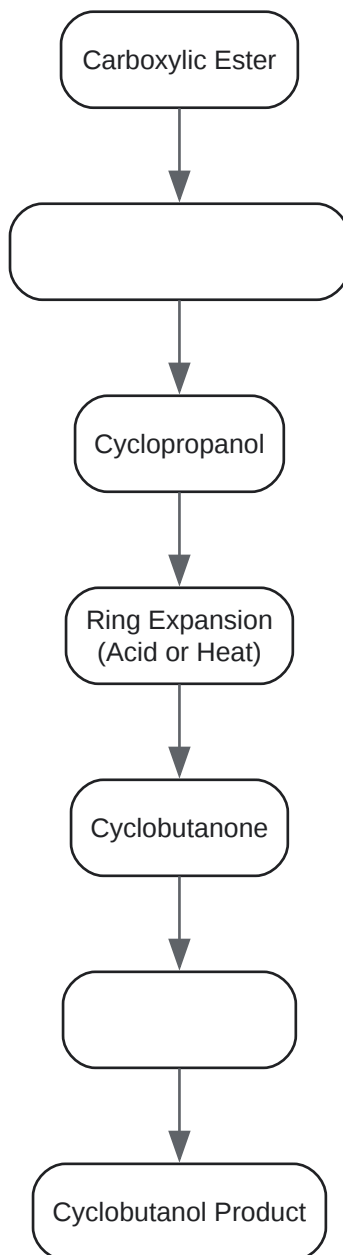 Carboxylic Ester
Cyclopropanol
Ring Expansion
(Acid or Heat)
Cyclobutanone
Cyclobutanol Product